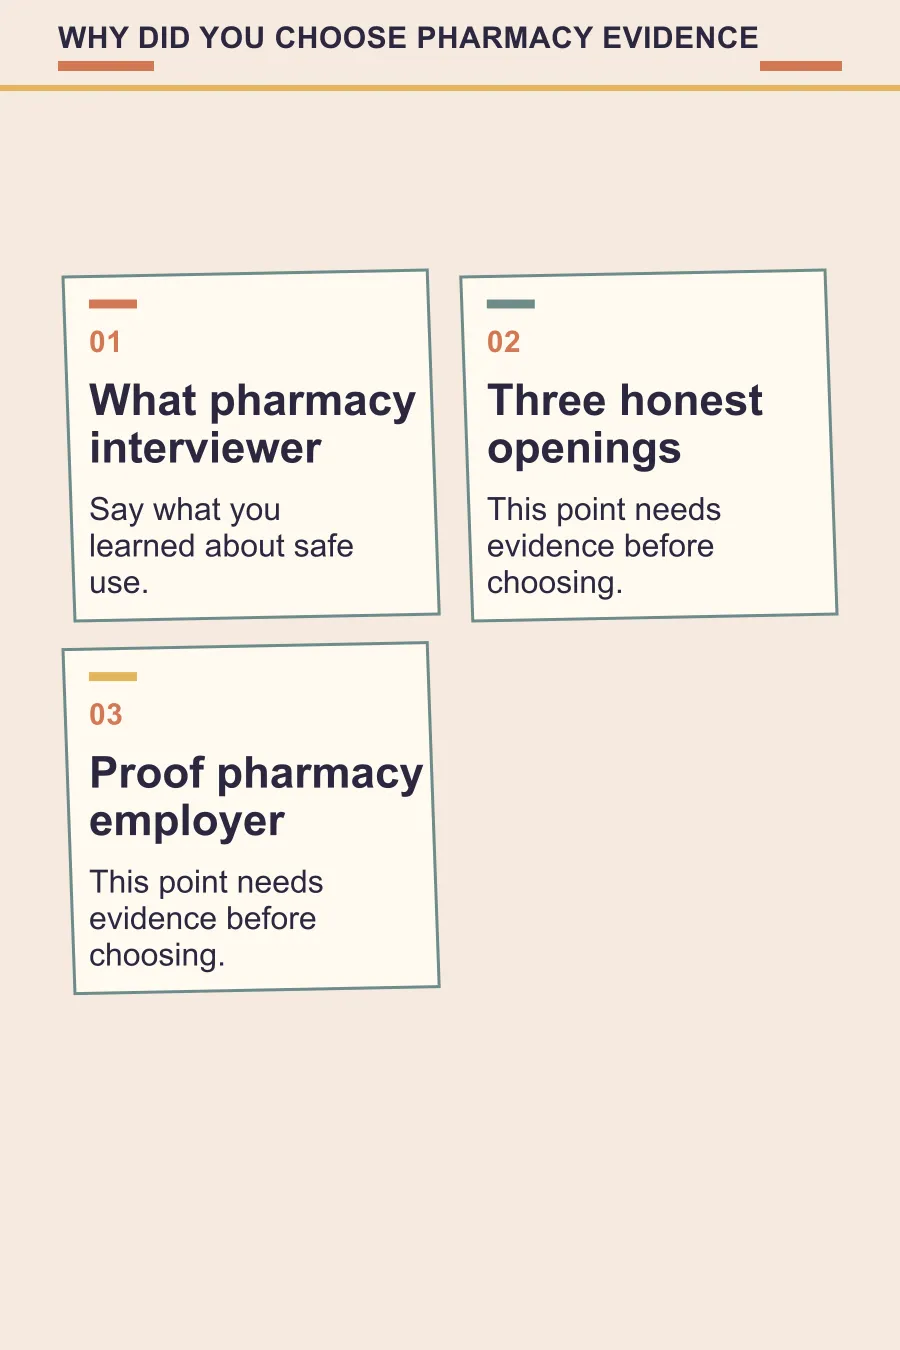 WHY DID YOU CHOOSE PHARMACY EVIDENCE
01
What pharmacy
interviewer
Say what you
learned about safe
use.
02
Three honest
openings
This point needs
evidence before
choosing.
03
Proof pharmacy
employer
This point needs
evidence before
choosing.